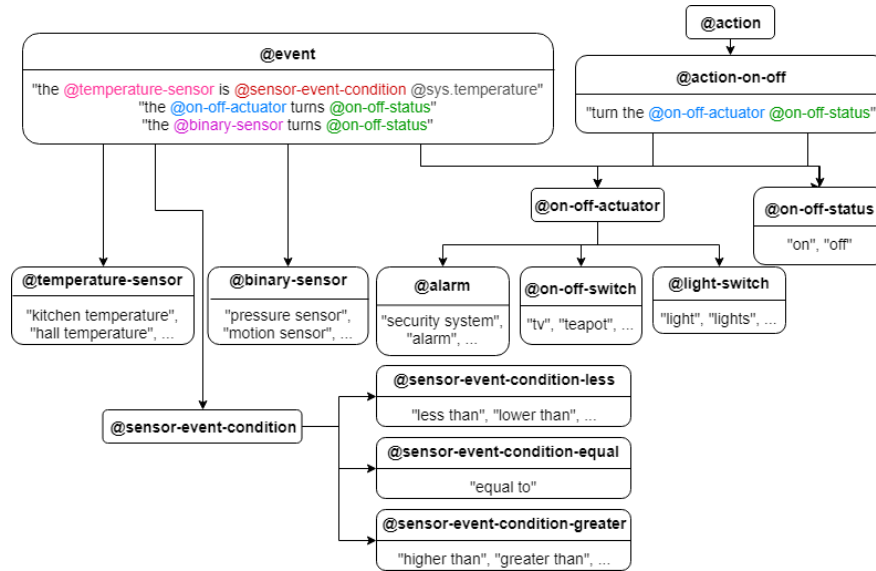 @action
@event
"the @temperature-sensor is @sensor-event-condition @sys.temperature"
"the @on-off-actuator turns @on-off-status"
"the @binary-sensor turns @on-off-status"
@action-on-off
"turn the @on-off-actuator @on-off-status"
@on-off-actuator
@on-off-status
"on", "off"
@temperature-sensor
"kitchen temperature",
"hall temperature", ...
@binary-sensor
"pressure sensor",
"motion sensor", ...
@alarm
"security system",
"alarm", ...
@on-off-switch
"tv", "teapot", ...
@light-switch
"light", "lights", ...
@sensor-event-condition
@sensor-event-condition-less
"less than", "lower than", ...
@sensor-event-condition-equal
"equal to"
@sensor-event-condition-greater
"higher than", "greater than", ...